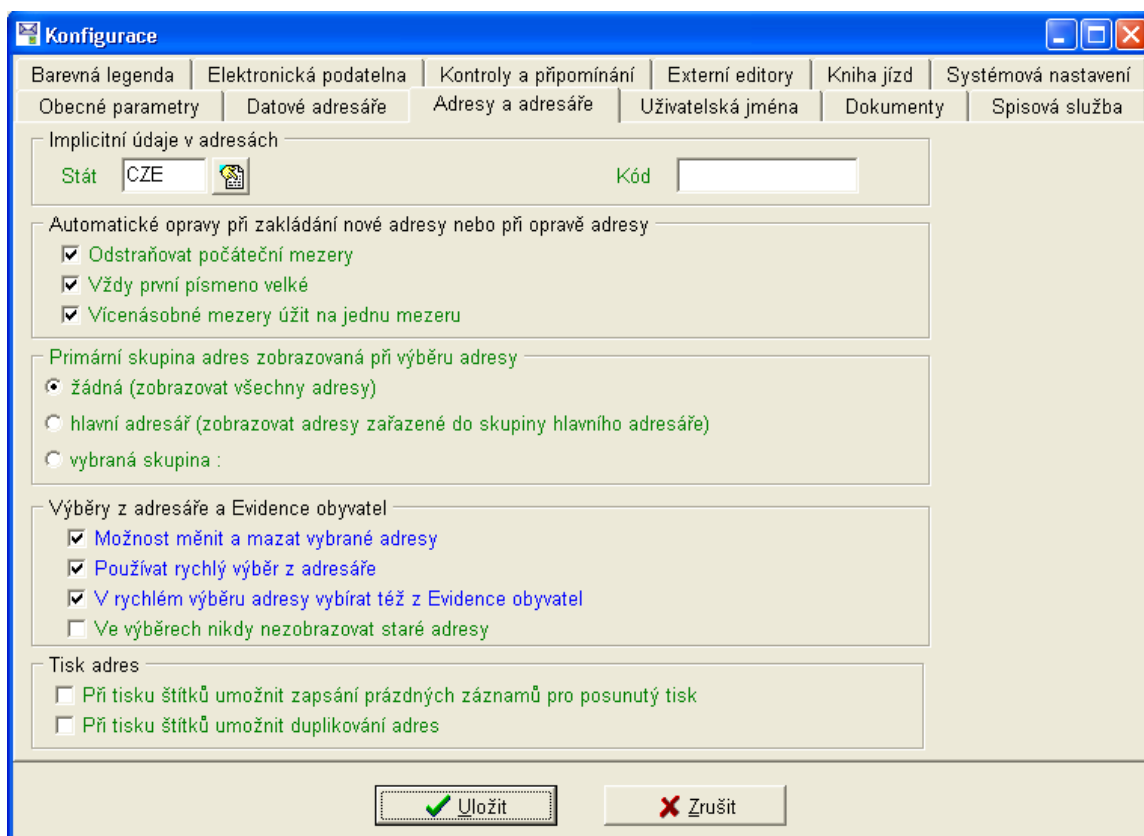 Konfigurace
Barevná legenda Elektronická podatelna Kontroly a připomínání Externí editory Kniha jízd Systémová nastavení
Obecné parametry Datové adresáře Adresy a adresáře Uživatelská jména Dokumenty Spisová služba
Implicitní údaje v adresách
Stát CZE Kód
Automatické opravy při zakládání nové adresy nebo při opravě adresy
Odstraňovat počáteční mezery
Vždy první písmeno velké
Vícenásobné mezery úžit na jednu mezeru
Primární skupina adres zobrazovaná při výběru adresy
žádná (zobrazovat všechny adresy)
hlavní adresář (zobrazovat adresy zařazené do skupiny hlavního adresáře)
vybraná skupina :
Výběry z adresáře a Evidence obyvatel
Možnost měnit a mazat vybrané adresy
Používat rychlý výběr z adresáře
V rychlém výběru adresy vybírat též z Evidence obyvatel
Ve výběrech nikdy nezobrazovat staré adresy
Tisk adres
Při tisku štítků umožnit zapsání prázdných záznamů pro posunutý tisk
Při tisku štítků umožnit duplikování adres
Uložit Zrušit